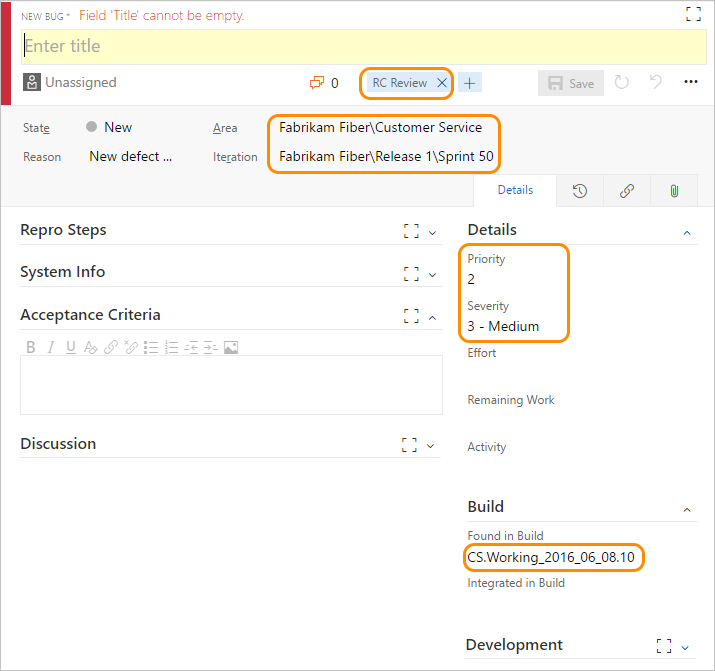 NEW BUG * Field 'Title' cannot be empty.
Enter title
Unassigned 0 RC Review Save
State New Area Fabrikam Fiber\Customer Service
Reason New defect ... Iteration Fabrikam Fiber\Release 1\Sprint 50
Details
Repro Steps
System Info
Acceptance Criteria
B I U
Discussion
Details
Priority
2
Severity
3 - Medium
Effort
Remaining Work
Activity
Build
Found in Build
CS.Working_2016_06_08.10
Integrated in Build
Development